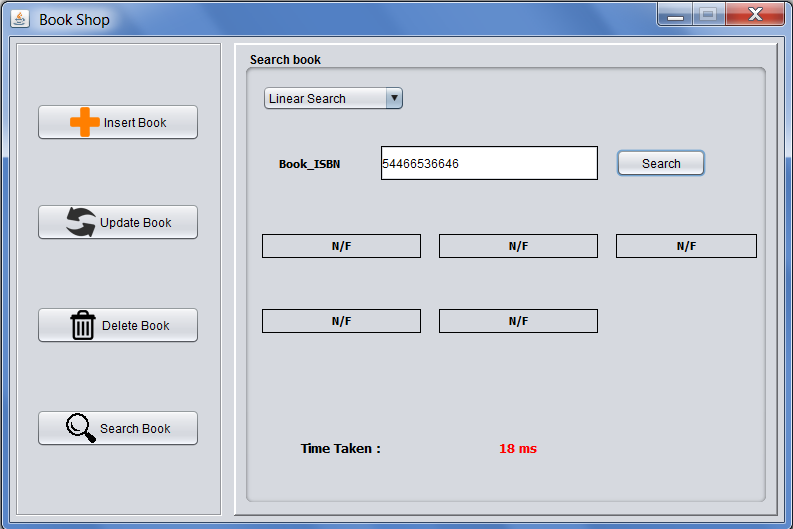 Book Shop
Search book
Linear Search
Insert Book
Book_ISBN 54466536646 Search
Update Book
N/F N/F N/F
Delete Book
N/F N/F
Search Book
Time Taken : 18 ms